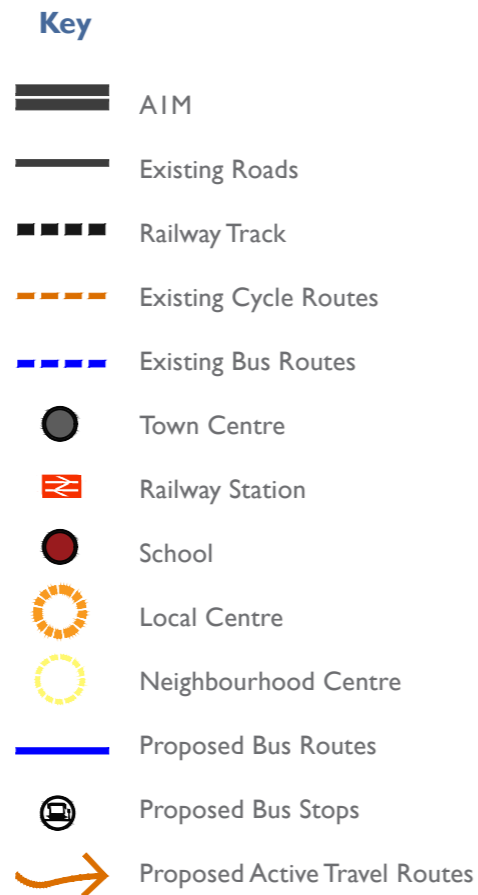 Key
A1M
Existing Roads
Railway Track
Existing Cycle Routes
Existing Bus Routes
Town Centre
Railway Station
School
Local Centre
Neighbourhood Centre
Proposed Bus Routes
Proposed Bus Stops
Proposed Active Travel Routes